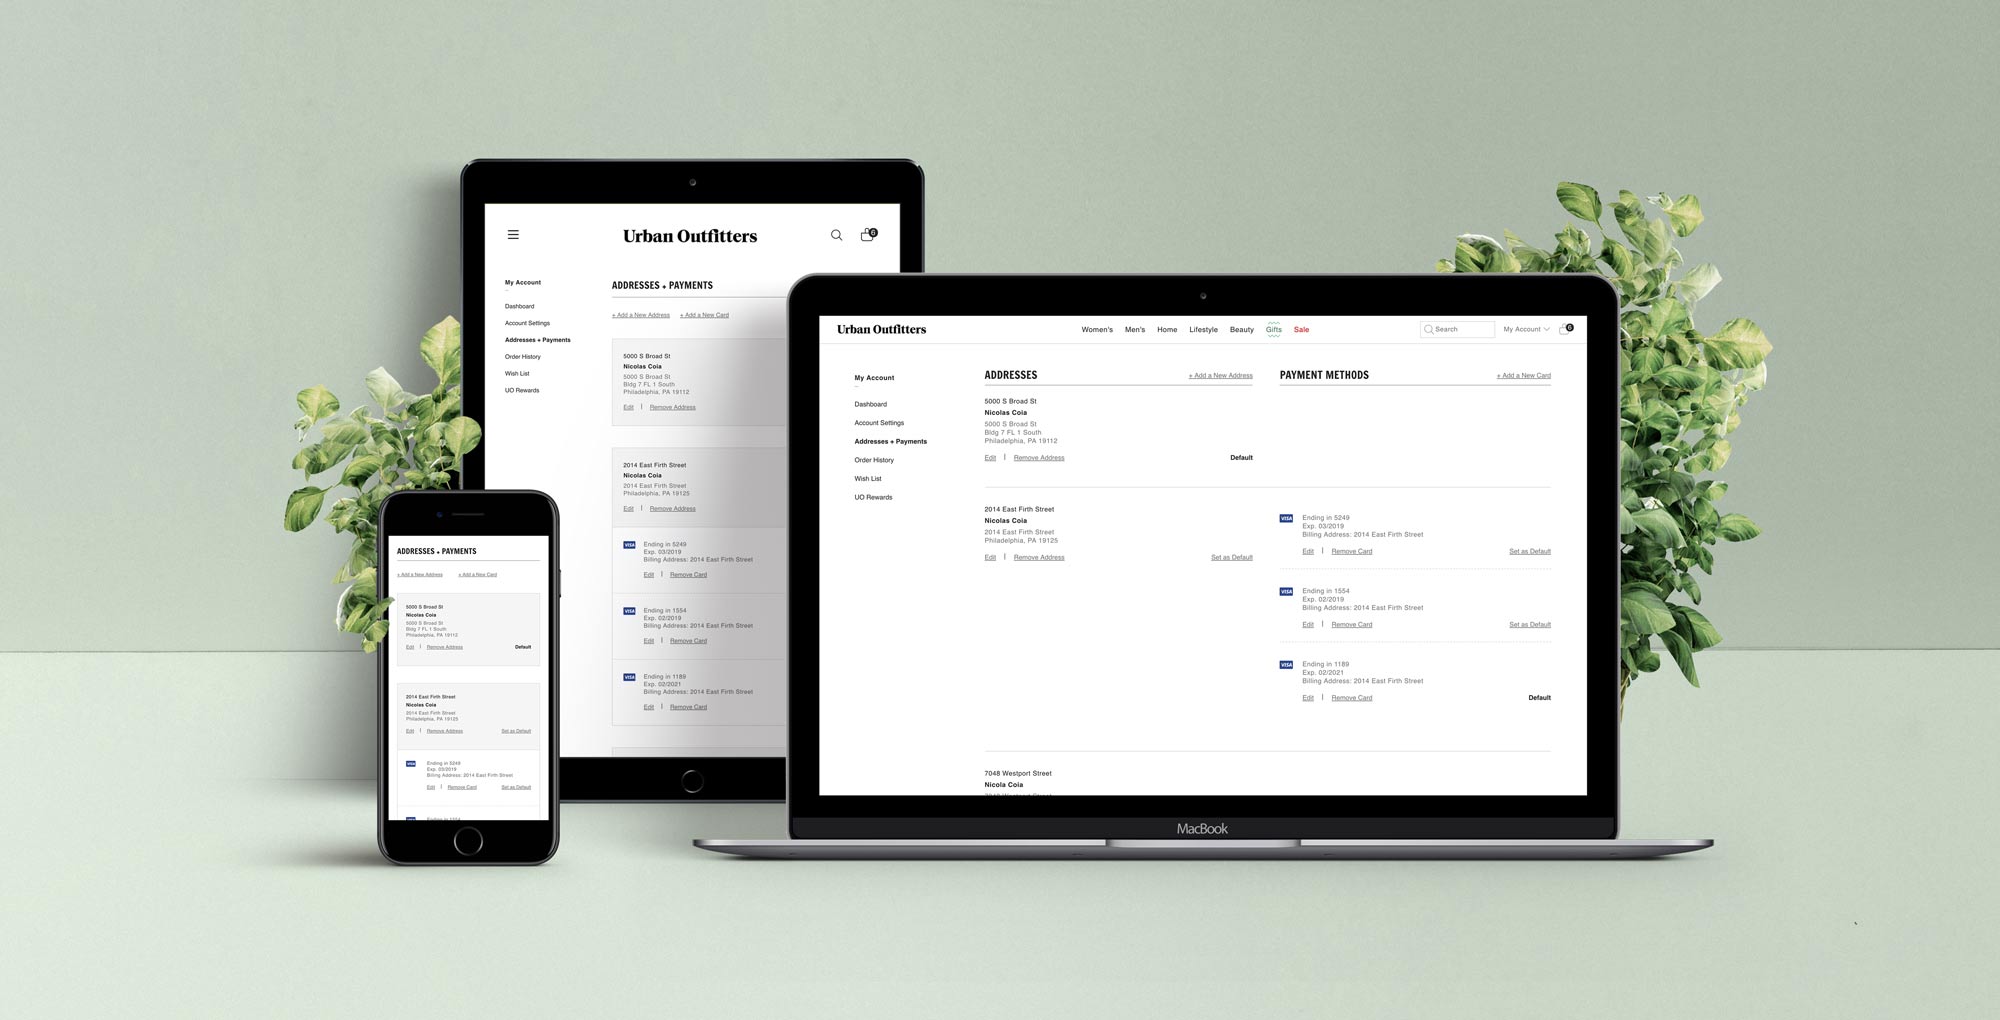 Urban Outfitters
6
My Account
Dashboard
Account Settings
Addresses + Payments
Order History
Wish List
UO Rewards
ADDRESSES + PAYMENTS
+ Add a New Address + Add a New Card
5000 S Broad St
Nicolas Coia
5000 S Broad St
Bldg 7 FL 1 South
Philadelphia, PA 19112
Edit | Remove Address
2014 East Firth Street
Nicolas Coia
2014 East Firth Street
Philadelphia, PA 19125
Edit | Remove Address
VISA Ending in 5249
Exp. 03/2019
Billing Address: 2014 East Firth Street
Edit | Remove Card
VISA Ending in 1554
Exp. 02/2019
Billing Address: 2014 East Firth Street
Edit | Remove Card
VISA Ending in 1189
Exp. 02/2021
Billing Address: 2014 East Firth Street
Edit | Remove Card
ADDRESSES + PAYMENTS
+ Add a New Address + Add a New Card
5000 S Broad St
Nicolas Coia
5000 S Broad St
Bldg 7 FL 1 South
Philadelphia, PA 19112
Edit | Remove Address Default
2014 East Firth Street
Nicolas Coia
2014 East Firth Street
Philadelphia, PA 19125
Edit | Remove Address Set as Default
VISA Ending in 5249
Exp. 03/2019
Billing Address: 2014 East Firth Street
Edit | Remove Card Set as Default
Urban Outfitters Women's Men's Home Lifestyle Beauty Gifts Sale Search My Account 6
My Account
Dashboard
Account Settings
Addresses + Payments
Order History
Wish List
UO Rewards
ADDRESSES + Add a New Address
5000 S Broad St
Nicolas Coia
5000 S Broad St
Bldg 7 FL 1 South
Philadelphia, PA 19112
Edit | Remove Address Default
2014 East Firth Street
Nicolas Coia
2014 East Firth Street
Philadelphia, PA 19125
Edit | Remove Address Set as Default
PAYMENT METHODS + Add a New Card
VISA Ending in 5249
Exp. 03/2019
Billing Address: 2014 East Firth Street
Edit | Remove Card Set as Default
VISA Ending in 1554
Exp. 02/2019
Billing Address: 2014 East Firth Street
Edit | Remove Card Set as Default
VISA Ending in 1189
Exp. 02/2021
Billing Address: 2014 East Firth Street
Edit | Remove Card Default
7048 Westport Street
Nicola Coia
MacBook